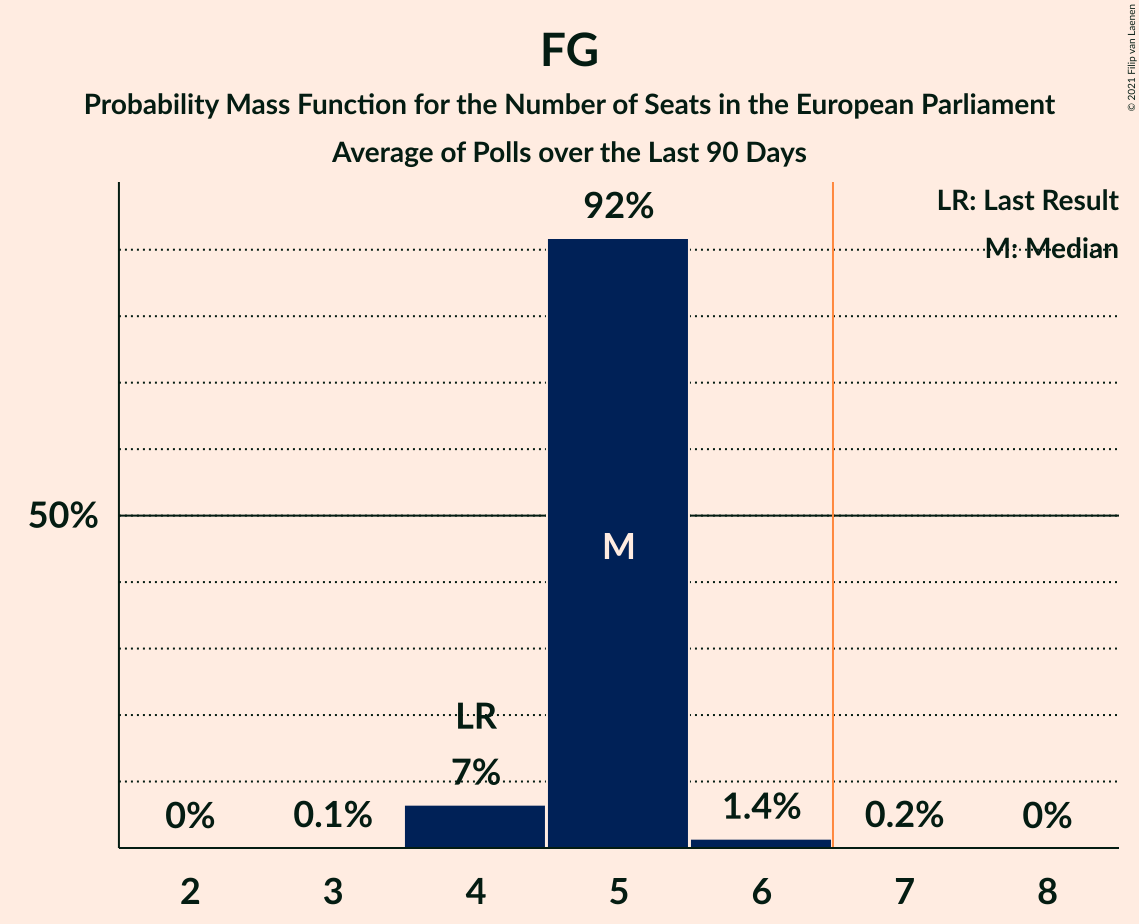 FG
Probability Mass Function for the Number of Seats in the European Parliament
Average of Polls over the Last 90 Days
© 2021 Filip van Laenen
LR: Last Result
M: Median
92%
50%
M
LR
7%
0%
0.1%
1.4%
0.2%
0%
2
3
4
5
6
7
8